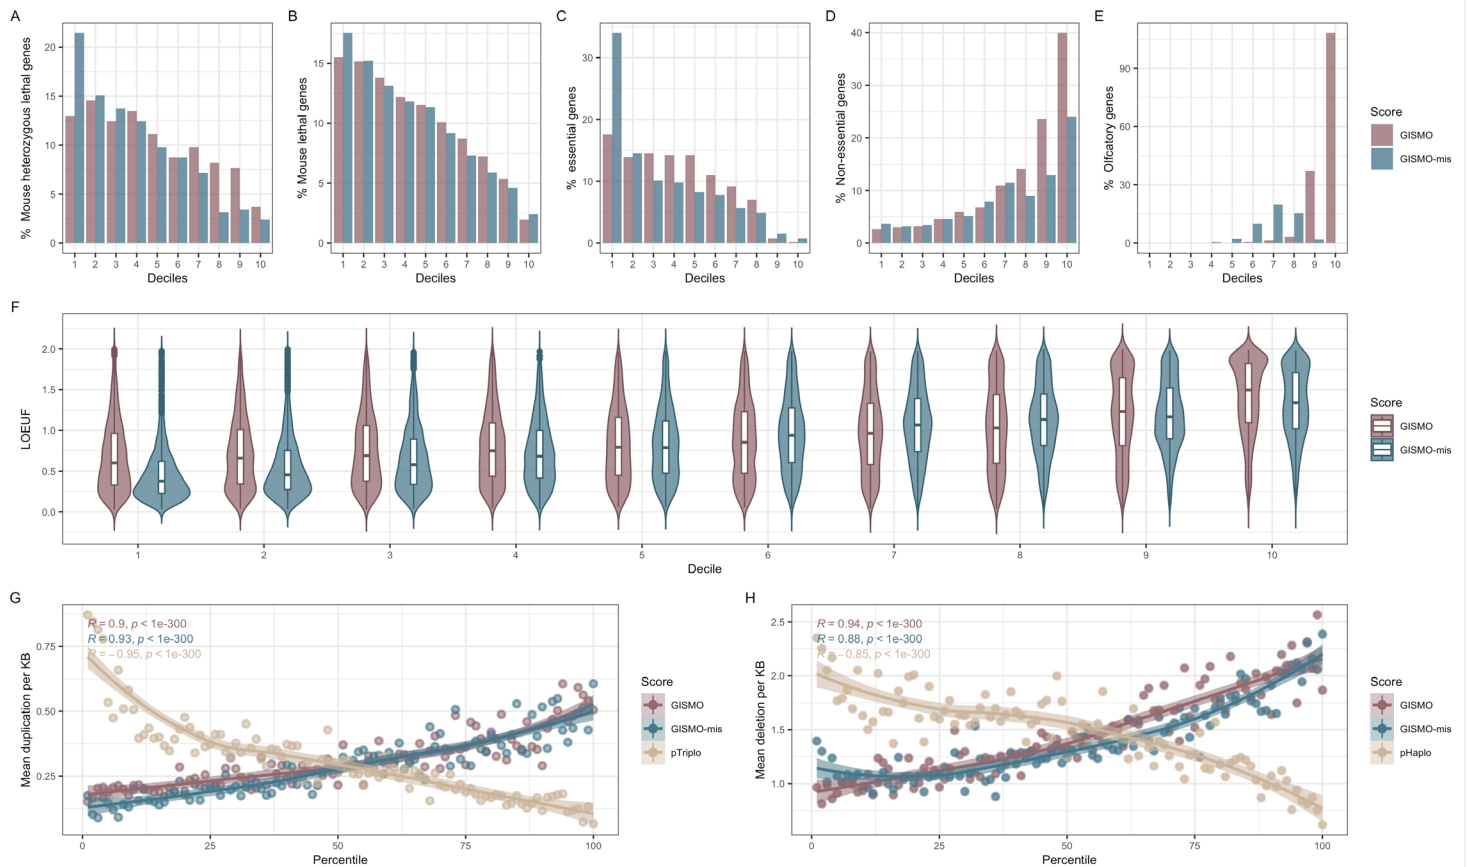 A
B
C
D
E
% Mouse heterozygous lethal genes
20
15
10
5
0
1 2 3 4 5 6 7 8 9 10
Deciles
% Mouse lethal genes
15
10
5
0
1 2 3 4 5 6 7 8 9 10
Deciles
% essential genes
30
20
10
0
1 2 3 4 5 6 7 8 9 10
Deciles
% Non-essential genes
40
30
20
10
0
1 2 3 4 5 6 7 8 9 10
Deciles
% Olfcatory genes
90
60
30
0
1 2 3 4 5 6 7 8 9 10
Deciles
Score
GISMO
GISMO-mis
F
LOEUF
2.0
1.5
1.0
0.5
0.0
1 2 3 4 5 6 7 8 9 10
Decile
Score
GISMO
GISMO-mis
G
Mean duplication per KB
0.75
0.50
0.25
R = 0.9, p < 1e-300
R = 0.93, p < 1e-300
R = −0.95, p < 1e-300
0 25 50 75 100
Percentile
Score
GISMO
GISMO-mis
pTriplo
H
Mean deletion per KB
2.5
2.0
1.5
1.0
R = 0.94, p < 1e-300
R = 0.88, p < 1e-300
R = −0.85, p < 1e-300
0 25 50 75 100
Percentile
Score
GISMO
GISMO-mis
pHaplo